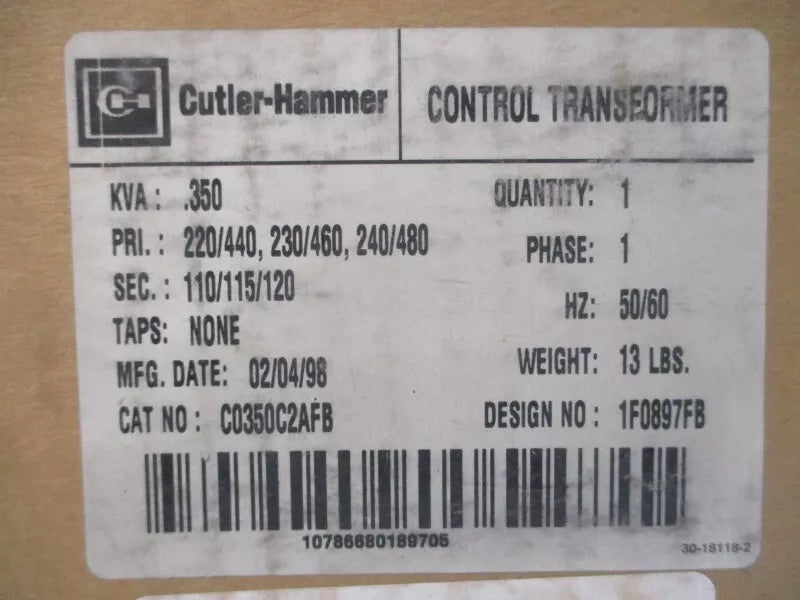 Cutler-Hammer
CONTROL TRANSFORMER
KVA : .350
QUANTITY: 1
PRI. : 220/440, 230/460, 240/480
PHASE: 1
SEC. : 110/115/120
HZ: 50/60
TAPS: NONE
WEIGHT: 13 LBS.
MFG. DATE: 02/04/98
CAT NO : C0350C2AFB
DESIGN NO : 1F0897FB
10786680189705
30-18118-2